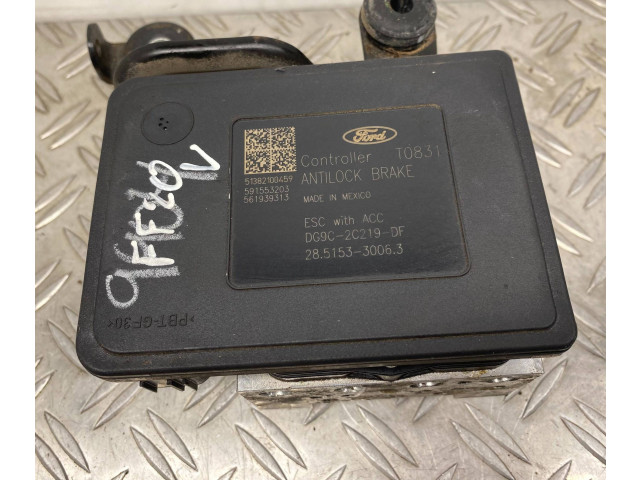 Ford
Controller T0831
ANTILOCK BRAKE
MADE IN MEXICO
51382100459
591553203
561939313
ESC with ACC
DG9C-2C219-DF
28.5153-3006.3
>PBT-GF30<